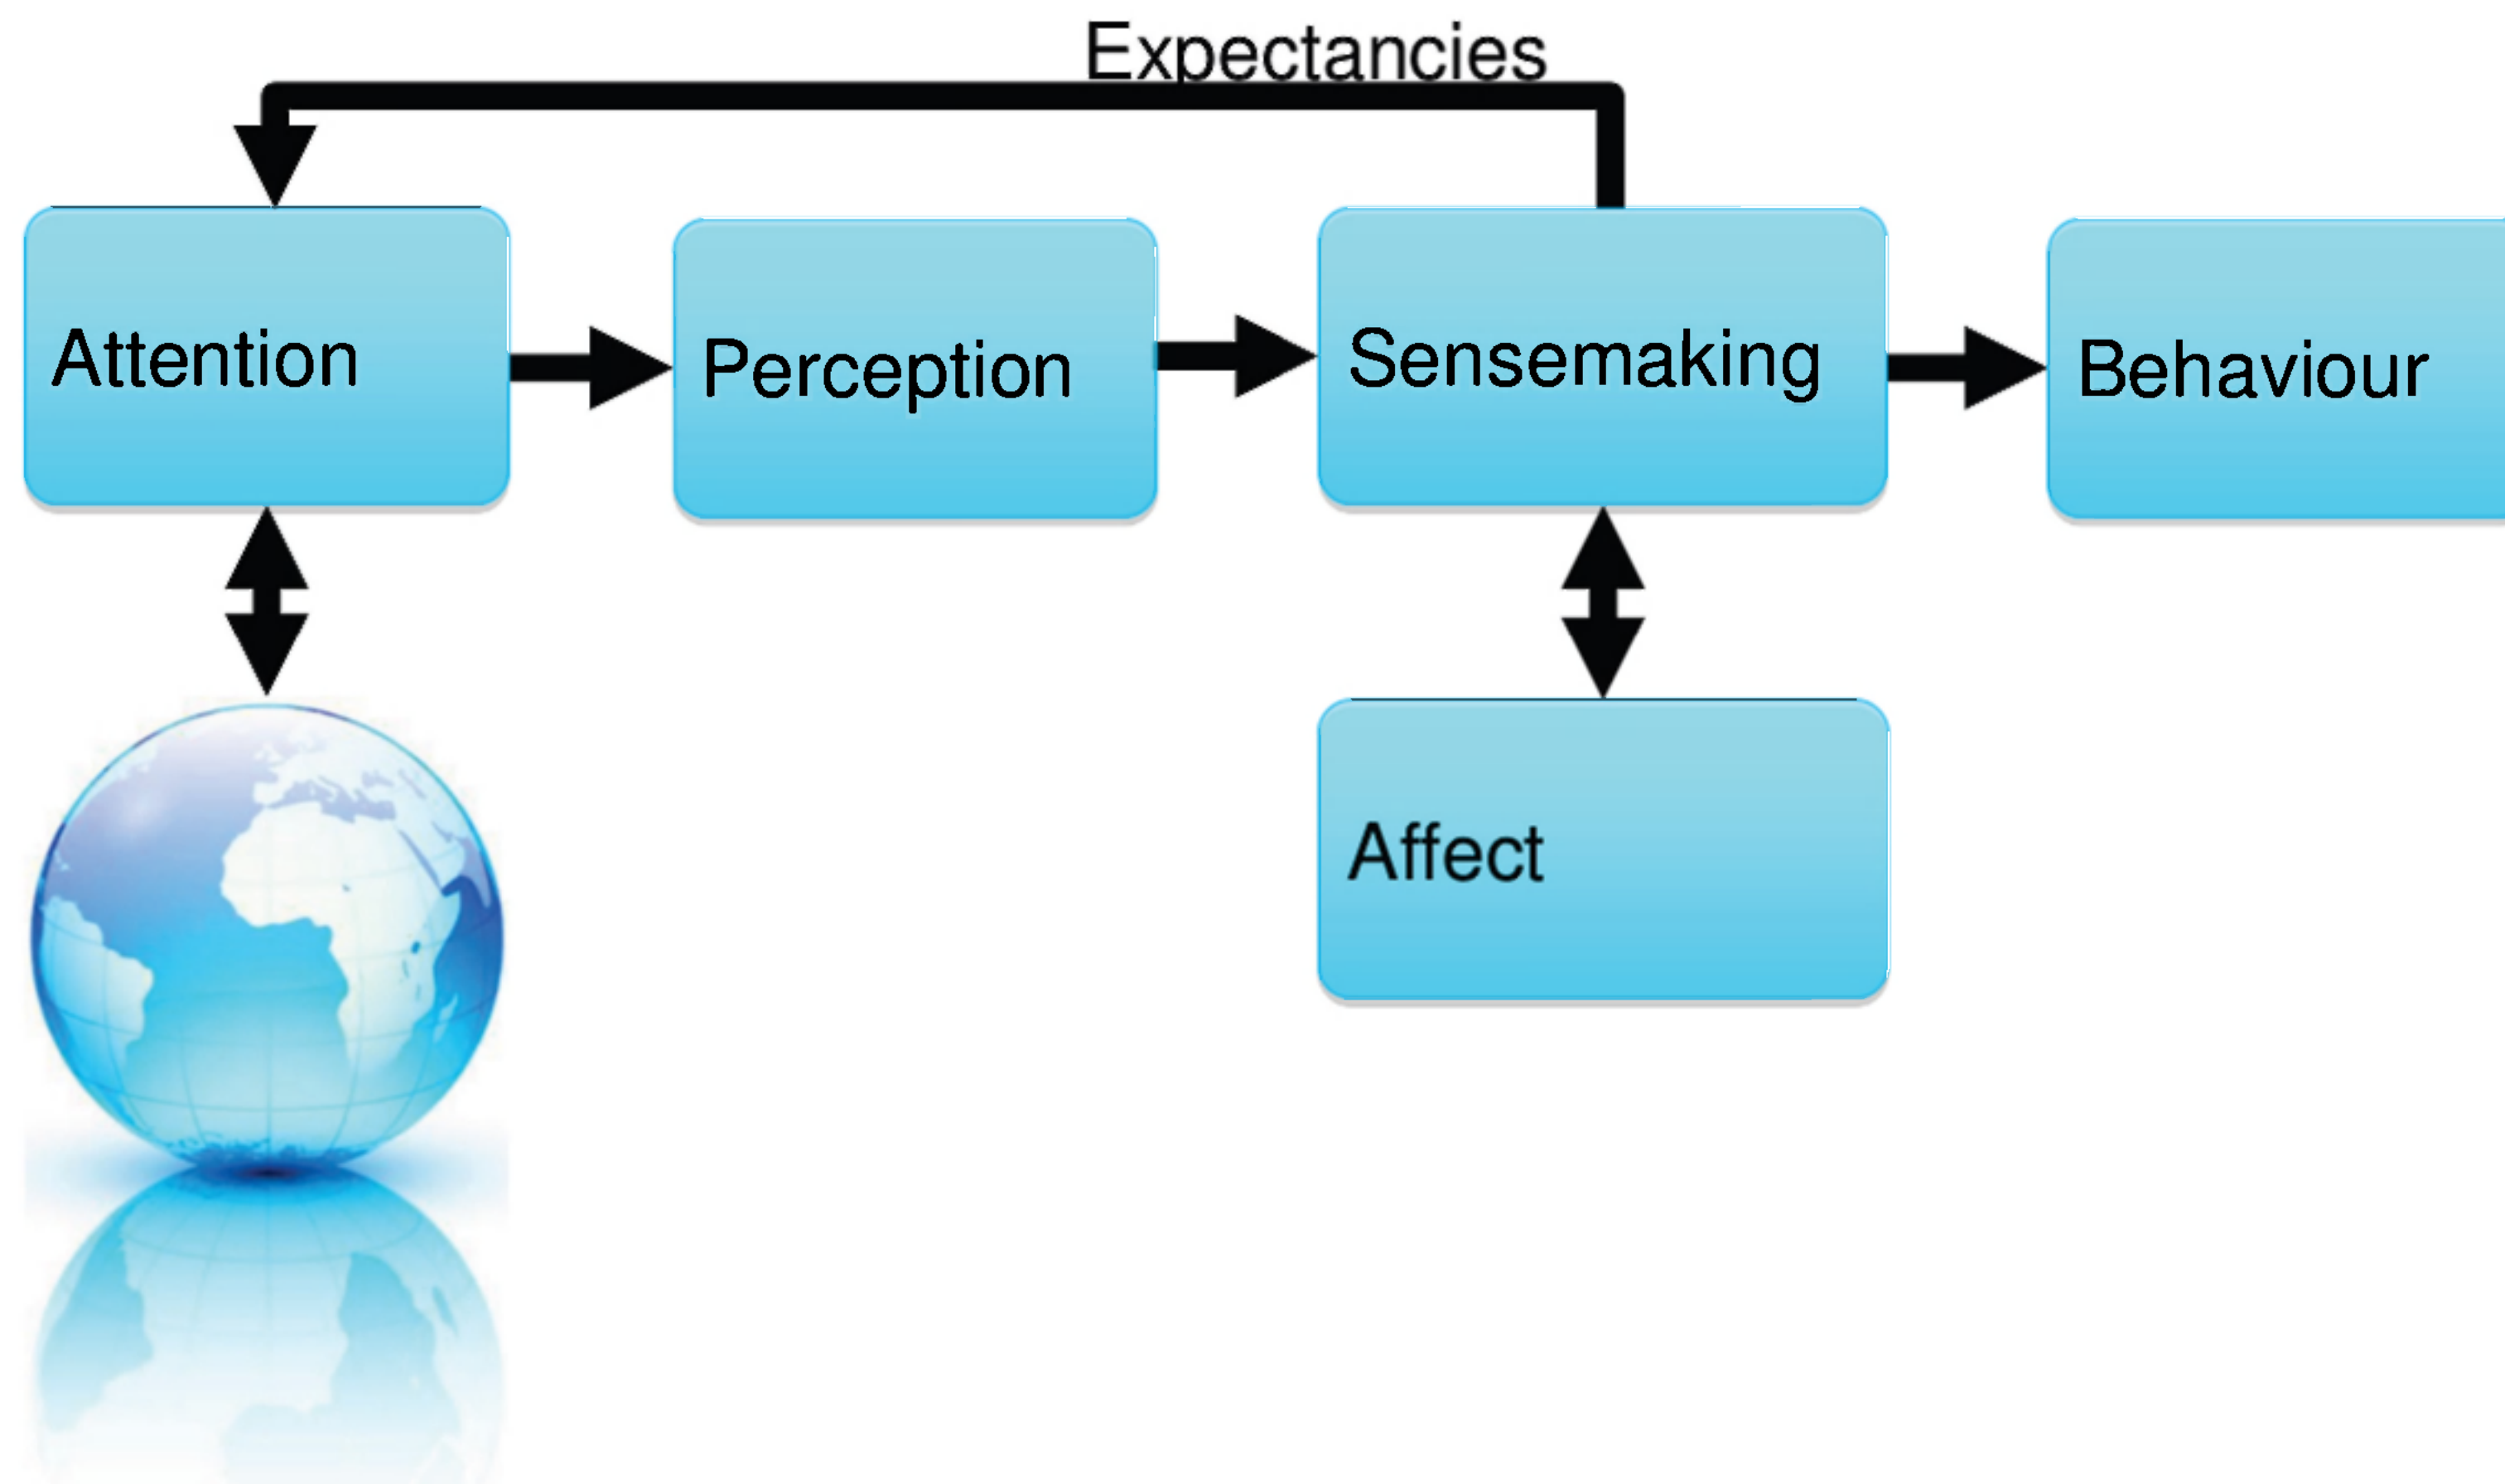 Expectancies
Attention
Perception
Sensemaking
Behaviour
Affect